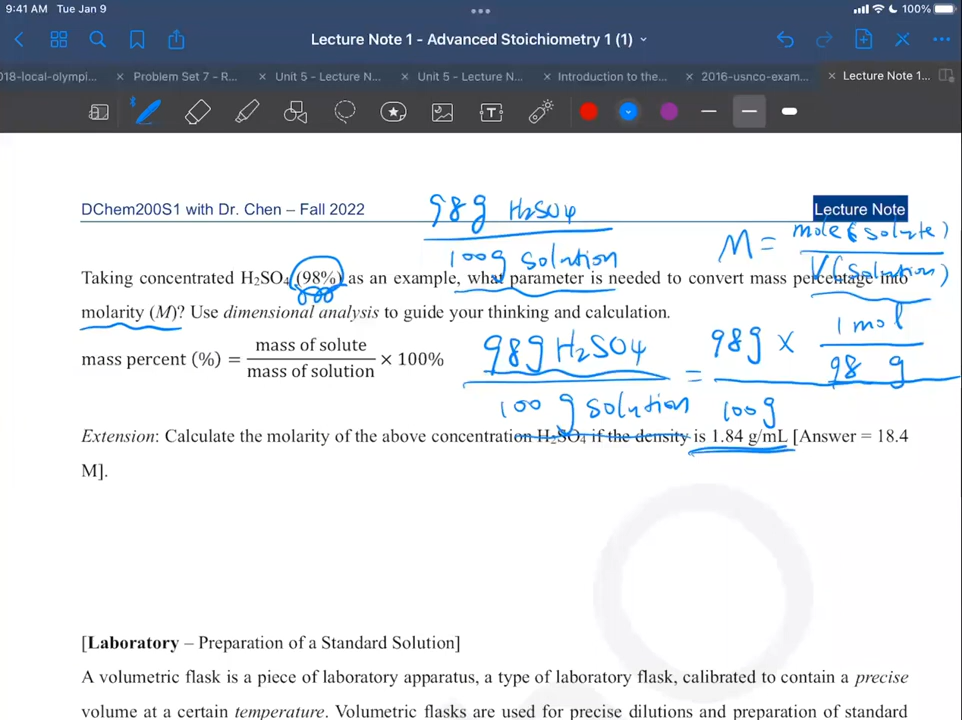 9:41 AM Tue Jan 9
100%
Lecture Note 1 - Advanced Stoichiometry 1 (1)
018-local-olympi...
Problem Set 7 - R...
Unit 5 - Lecture N...
Unit 5 - Lecture N...
Introduction to the...
2016-usnco-exam...
Lecture Note 1...
DChem200S1 with Dr. Chen – Fall 2022
Lecture Note
98g H2SO4
100g solution
M = mole (solute)
V (solution)
Taking concentrated H₂SO₄ (98%) as an example, what parameter is needed to convert mass percentage into
molarity (M)? Use dimensional analysis to guide your thinking and calculation.
mass percent (%) = mass of solute / mass of solution × 100%
98g H2SO4
100 g solution
= 98g × 1 mol
98 g
100g
Extension: Calculate the molarity of the above concentration H₂SO₄ if the density is 1.84 g/mL [Answer = 18.4
M].
[Laboratory – Preparation of a Standard Solution]
A volumetric flask is a piece of laboratory apparatus, a type of laboratory flask, calibrated to contain a precise
volume at a certain temperature. Volumetric flasks are used for precise dilutions and preparation of standard